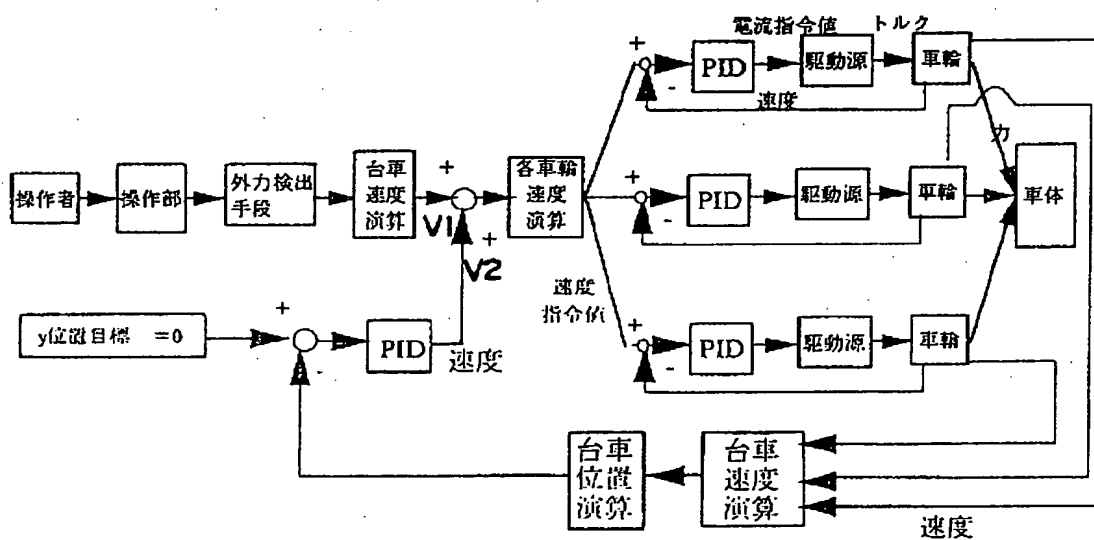 電流指令値
トルク
+
PID
駆動源
車輪
-
速度
力
操作者
操作部
外力検出
手段
台車
速度
演算
+
V1
+
V2
各車輪
速度
演算
+
PID
駆動源
車輪
-
車体
速度
指令値
+
y位置目標 =0
-
PID
速度
+
PID
駆動源
車輪
-
台車
位置
演算
台車
速度
演算
速度